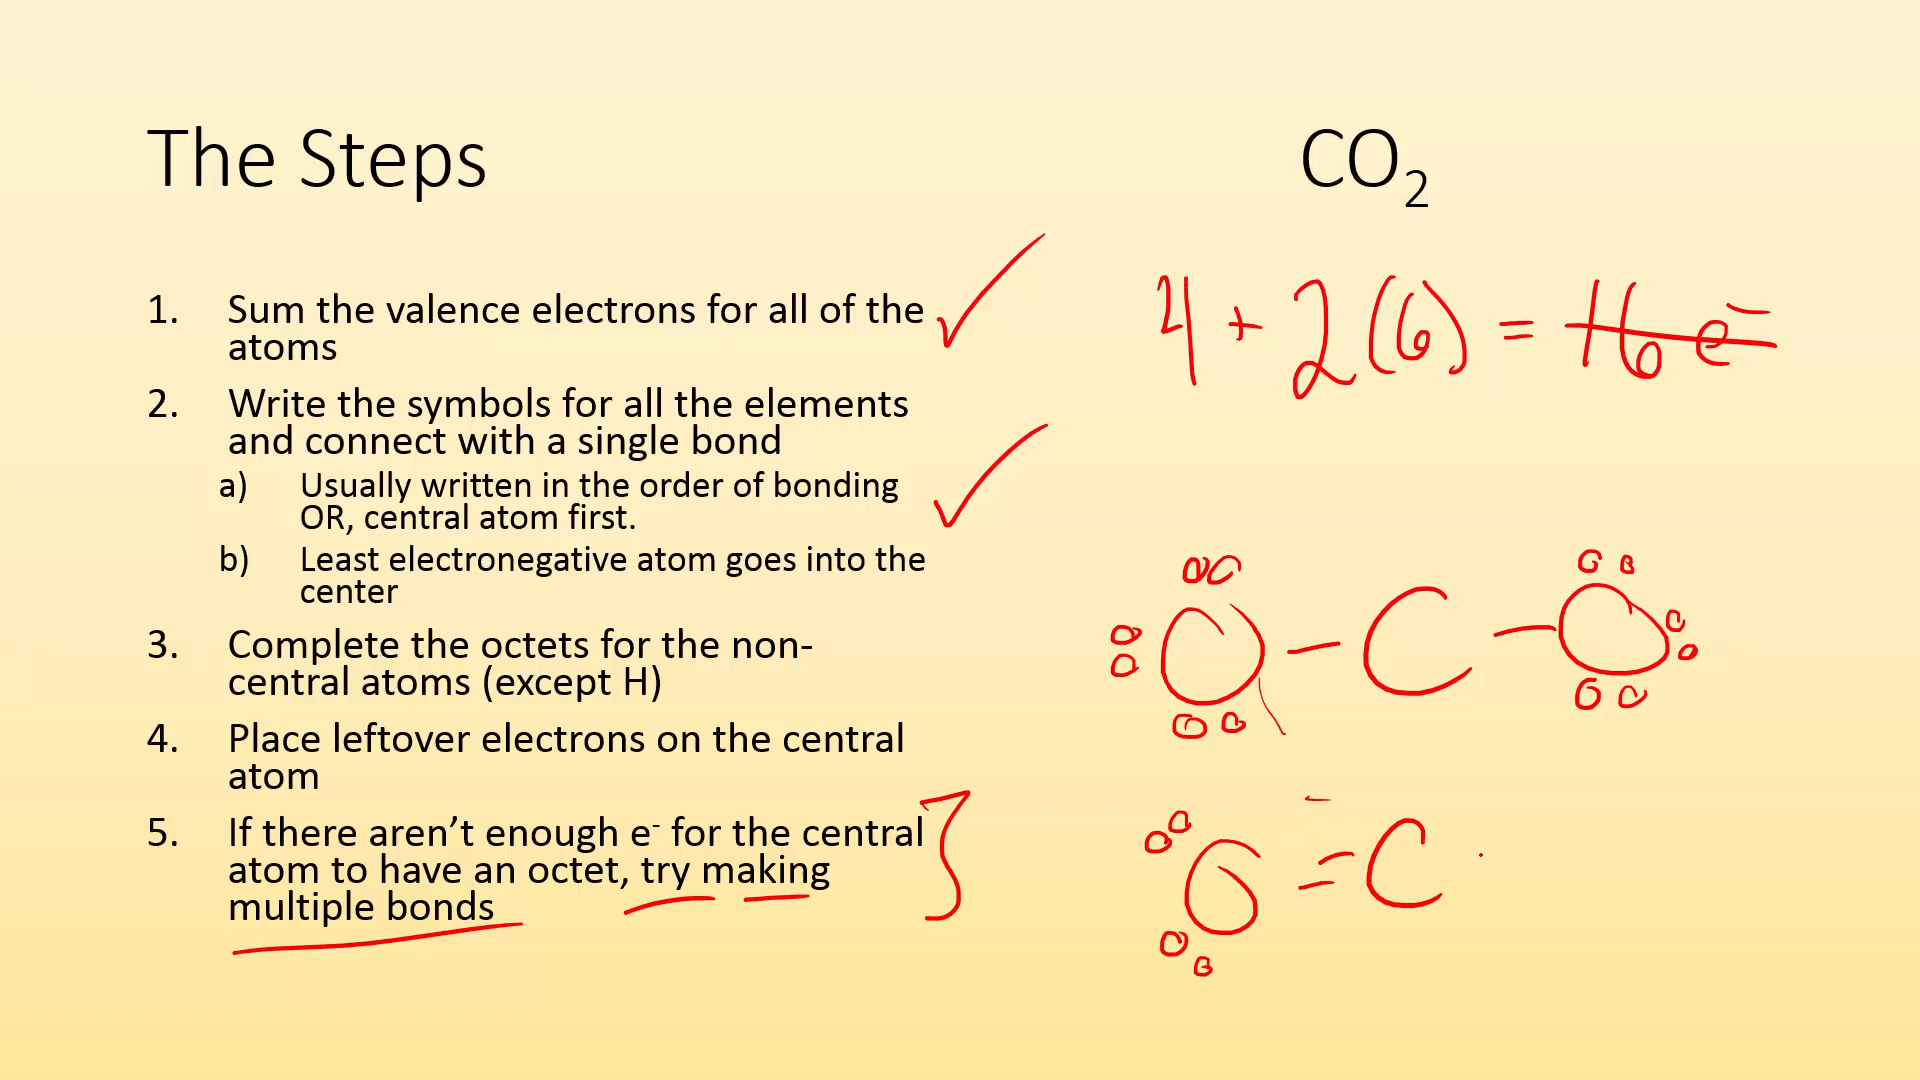 The Steps
CO₂
1. Sum the valence electrons for all of the
atoms
2. Write the symbols for all the elements
and connect with a single bond
a) Usually written in the order of bonding
OR, central atom first.
b) Least electronegative atom goes into the
center
3. Complete the octets for the non-
central atoms (except H)
4. Place leftover electrons on the central
atom
5. If there aren’t enough e⁻ for the central
atom to have an octet, try making
multiple bonds
4 + 2(6) = 16 e⁻
O – C – O
O = C